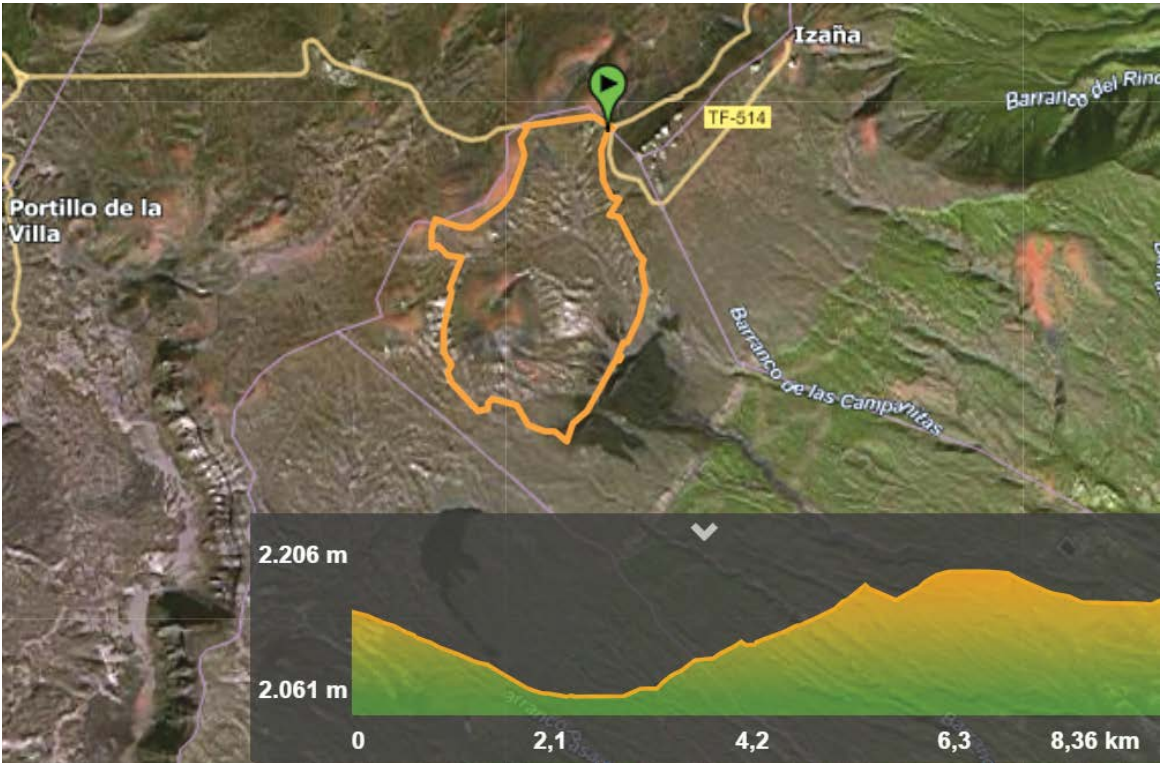 Izaña
Barranco del Rinc
TF-514
Portillo de la
Villa
Barranco de las Campañitas
2.206 m
2.061 m
0
2,1
4,2
6,3
8,36 km